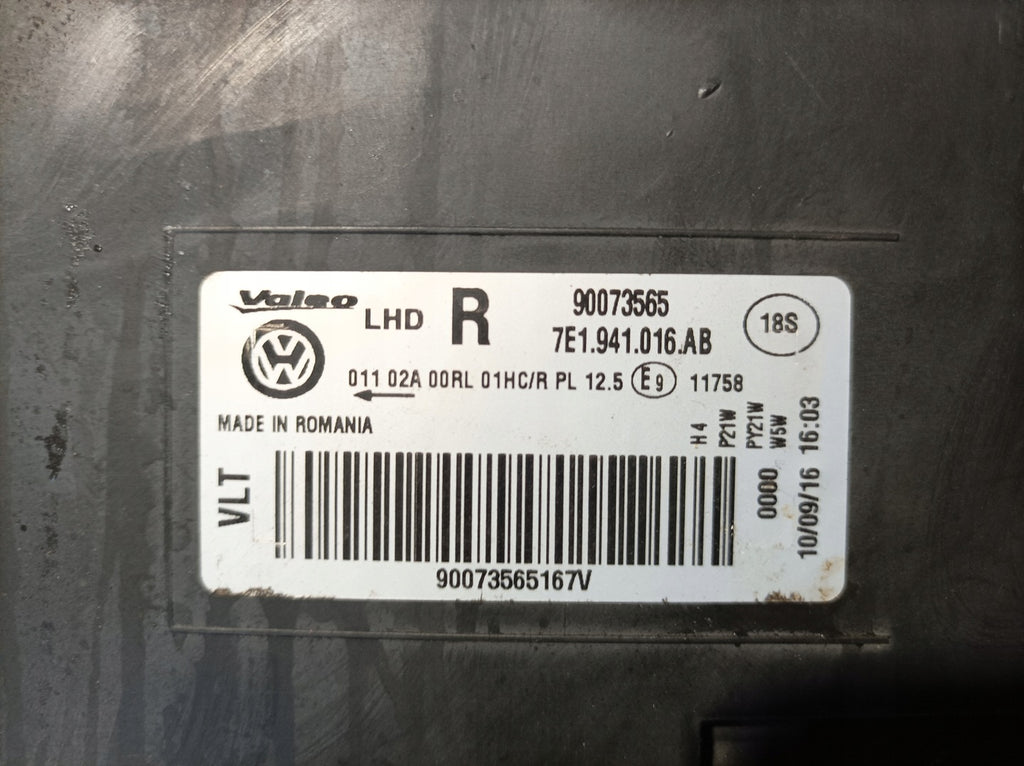 Valeo
LHD
R
90073565
7E1.941.016.AB
18S
011 02A 00RL 01HC/R PL 12.5 E9 11758
MADE IN ROMANIA
H4
P21W
PY21W
W5W
0000
10/09/16 16:03
VLT
90073565167V